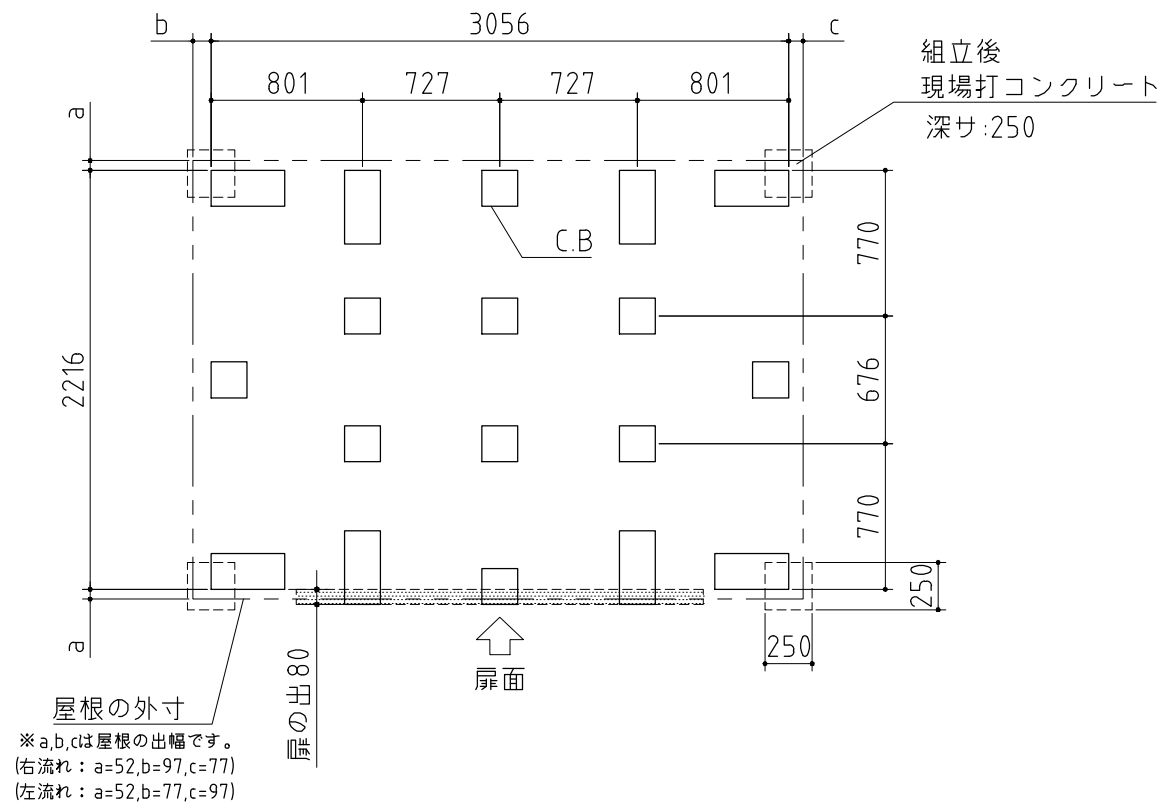 b
3056
c
801
727
727
801
組立後
現場打コンクリート
深サ:250
a
C.B
770
2216
676
770
250
250
a
扉の出80
扉面
屋根の外寸
※a,b,cは屋根の出幅です。
(右流れ：a=52,b=97,c=77)
(左流れ：a=52,b=77,c=97)